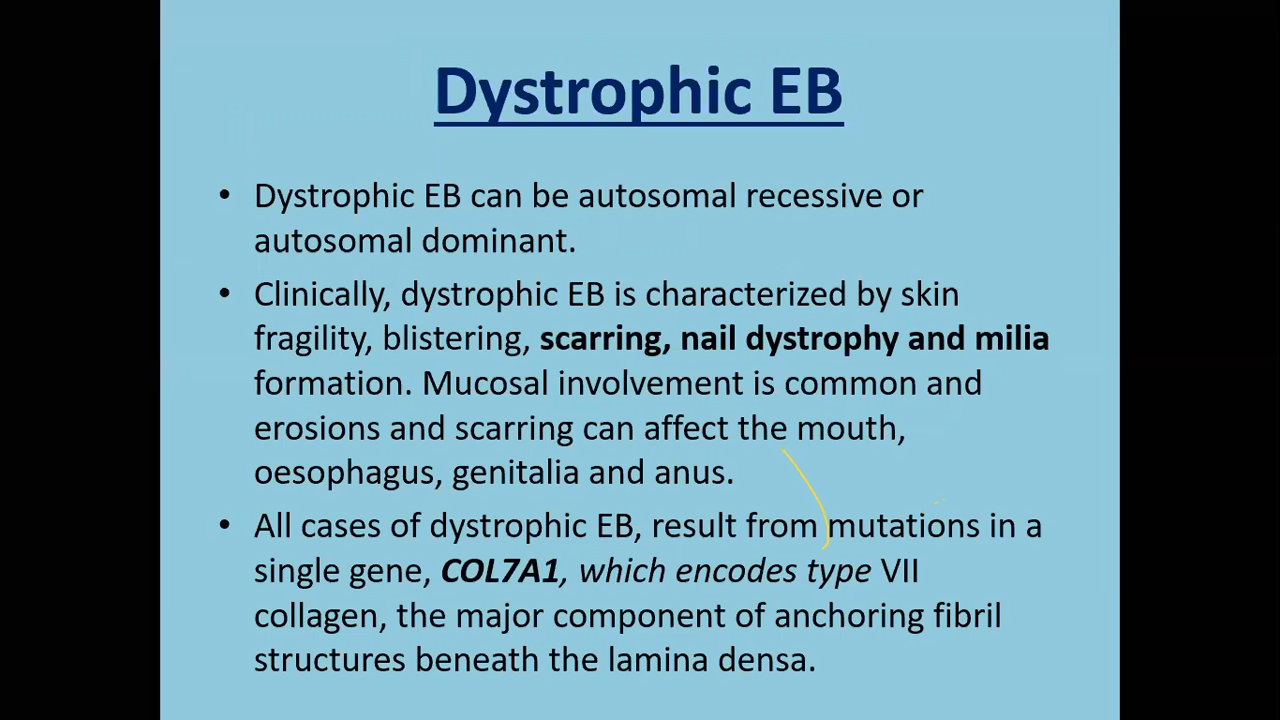 Dystrophic EB
• Dystrophic EB can be autosomal recessive or
autosomal dominant.
• Clinically, dystrophic EB is characterized by skin
fragility, blistering, scarring, nail dystrophy and milia
formation. Mucosal involvement is common and
erosions and scarring can affect the mouth,
oesophagus, genitalia and anus.
• All cases of dystrophic EB, result from mutations in a
single gene, COL7A1, which encodes type VII
collagen, the major component of anchoring fibril
structures beneath the lamina densa.